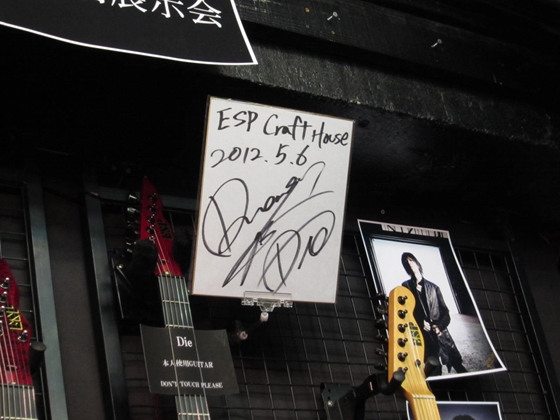 展示会
ESP Craft House
2012.5.6
Die
本人使用GUITAR
DON'T TOUCH PLEASE